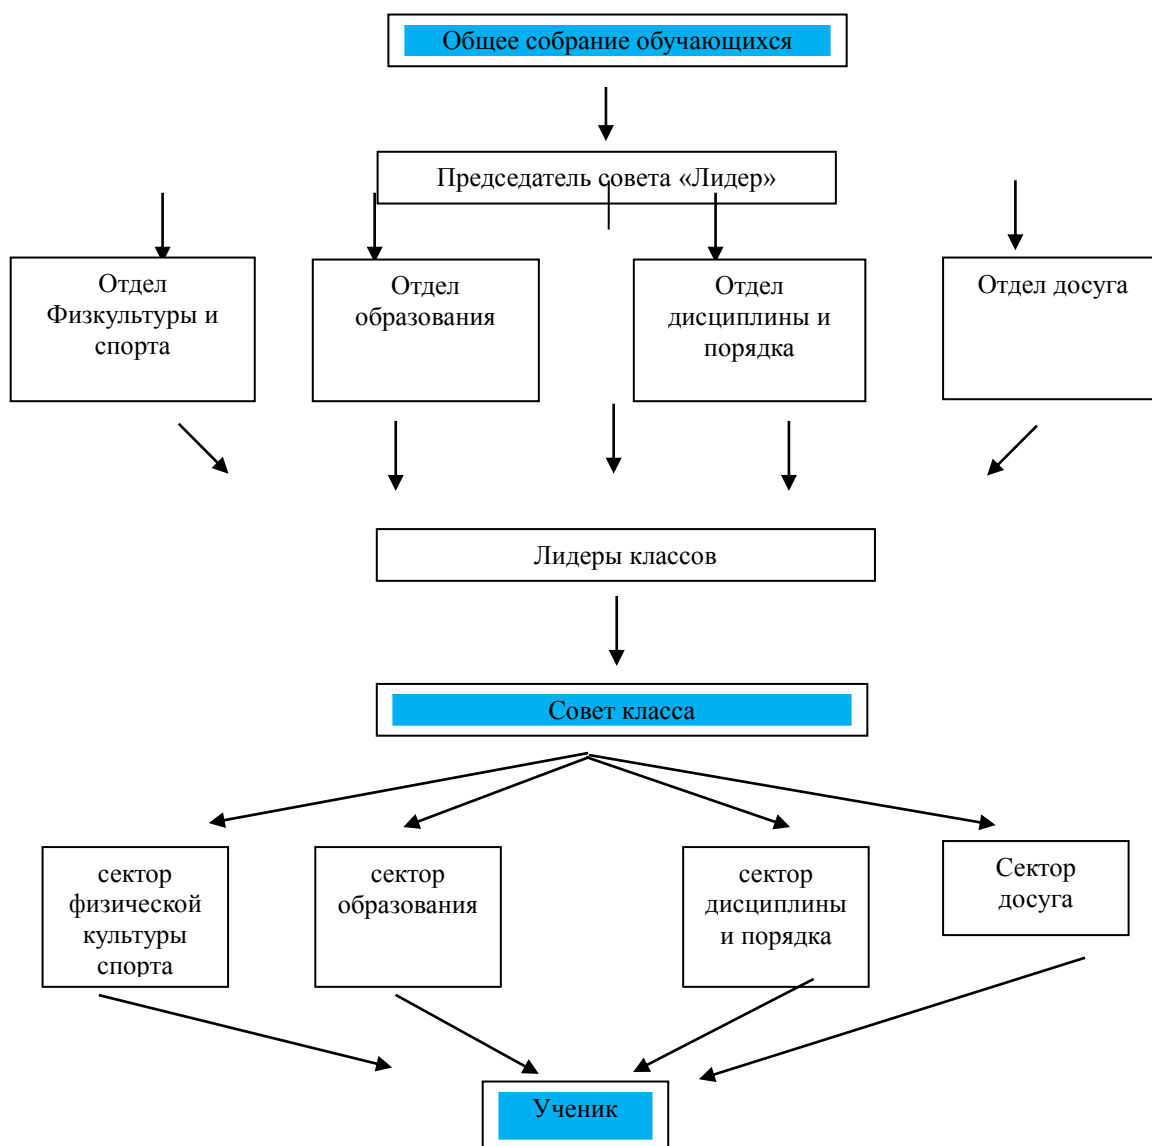 Общее собрание обучающихся
Председатель совета «Лидер»
Отдел
Физкультуры и
спорта
Отдел
образования
Отдел
дисциплины и
порядка
Отдел досуга
Лидеры классов
Совет класса
сектор
физической
культуры
спорта
сектор
образования
сектор
дисциплины
и порядка
Сектор
досуга
Ученик